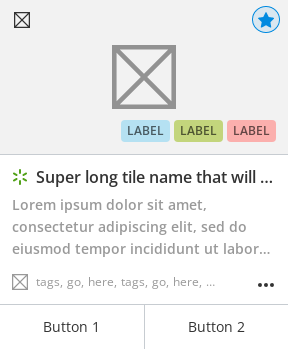 LABEL LABEL LABEL
Super long tile name that will ...
Lorem ipsum dolor sit amet,
consectetur adipiscing elit, sed do
eiusmod tempor incididunt ut labor...
tags, go, here, tags, go, here, ...
Button 1 Button 2